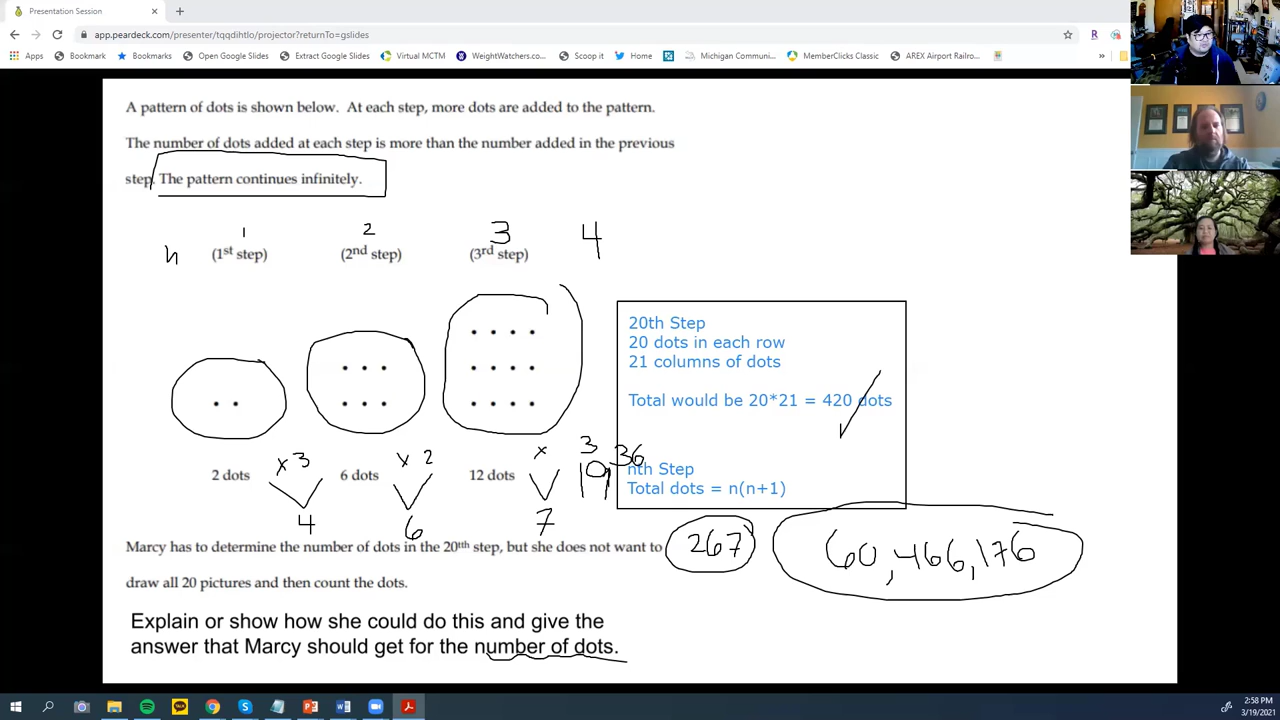 Pear Deck
Presentation Session
app.peardeck.com/presenter/tqqdihtlo/projector?returnTo=gslides
Apps Bookmark Bookmarks Open Google Slides Extract Google Slides Virtual MCTM WeightWatchers.co... Scoop it Home Michigan Communi... MemberClicks Classic AREX Airport Railro... »
A pattern of dots is shown below. At each step, more dots are added to the pattern.
The number of dots added at each step is more than the number added in the previous
step. The pattern continues infinitely.
1 2 3 4
n (1st step) (2nd step) (3rd step)
20th Step
20 dots in each row
21 columns of dots
Total would be 20*21 = 420 dots
x 3 x 2 x 3 36
2 dots 6 dots 12 dots 19
nth Step
Total dots = n(n+1)
4 6 7
267 60,466,176
Marcy has to determine the number of dots in the 20th step, but she does not want to
draw all 20 pictures and then count the dots.
Explain or show how she could do this and give the
answer that Marcy should get for the number of dots.
2:58 PM
3/19/2021